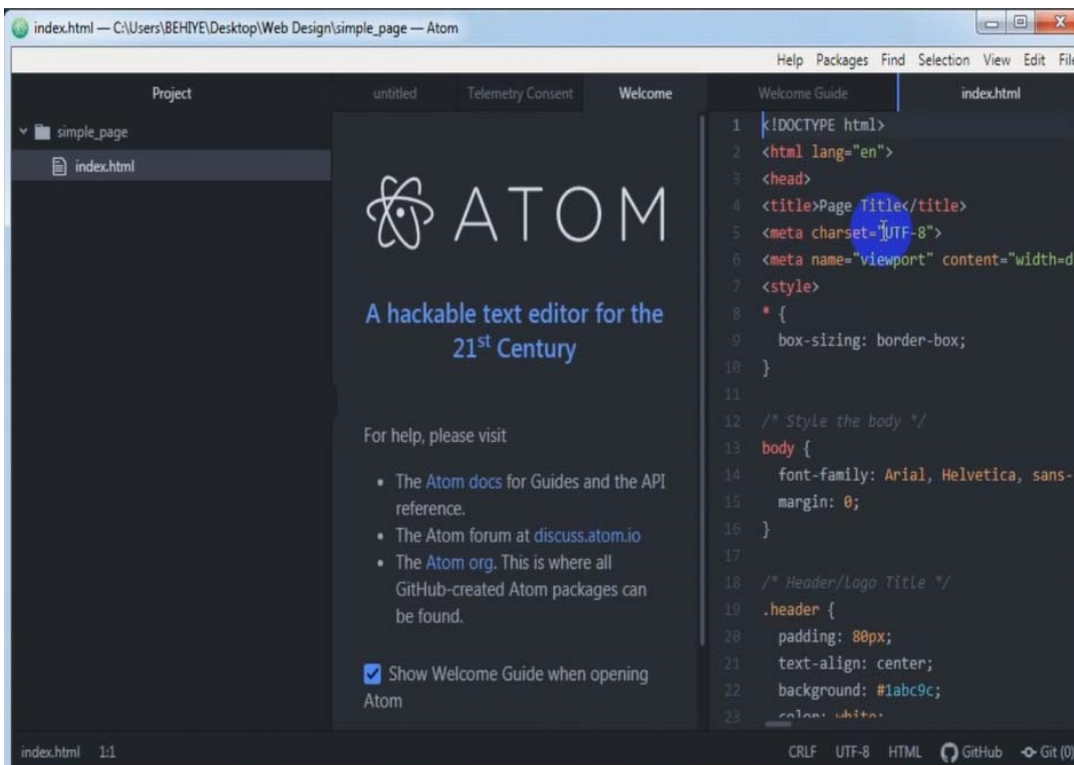 index.html — C:\Users\BEHIYE\Desktop\Web Design\simple_page — Atom
Help Packages Find Selection View Edit File
Project
simple_page
index.html
untitled
Telemetry Consent
Welcome
ATOM
A hackable text editor for the
21st Century
For help, please visit
• The Atom docs for Guides and the API
reference.
• The Atom forum at discuss.atom.io
• The Atom org. This is where all
GitHub-created Atom packages can
be found.
Show Welcome Guide when opening
Atom
Welcome Guide
index.html
1 <!DOCTYPE html>
2 <html lang="en">
3 <head>
4 <title>Page Title</title>
5 <meta charset="UTF-8">
6 <meta name="viewport" content="width=d
7 <style>
8 * {
9 box-sizing: border-box;
10 }
11
12 /* Style the body */
13 body {
14 font-family: Arial, Helvetica, sans-
15 margin: 0;
16 }
17
18 /* Header/Logo Title */
19 .header {
20 padding: 80px;
21 text-align: center;
22 background: #1abc9c;
23 color: white;
index.html 1:1
CRLF UTF-8 HTML GitHub Git (0)